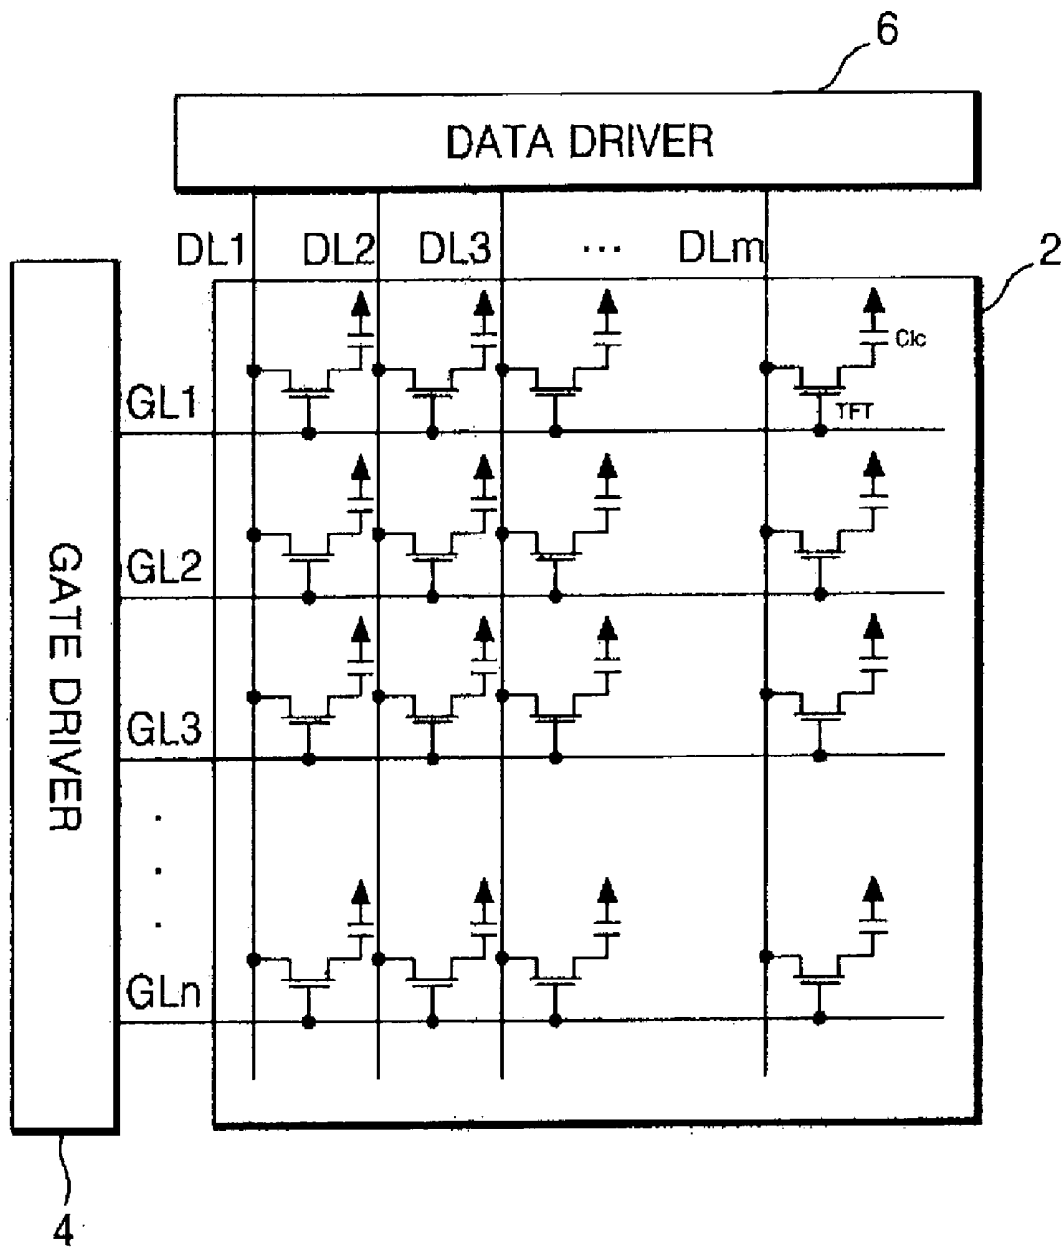 6
DATA DRIVER
DL1 DL2 DL3 ... DLm
2
Clc
GL1
TFT
GL2
GATE DRIVER
GL3
.
.
.
GLn
4